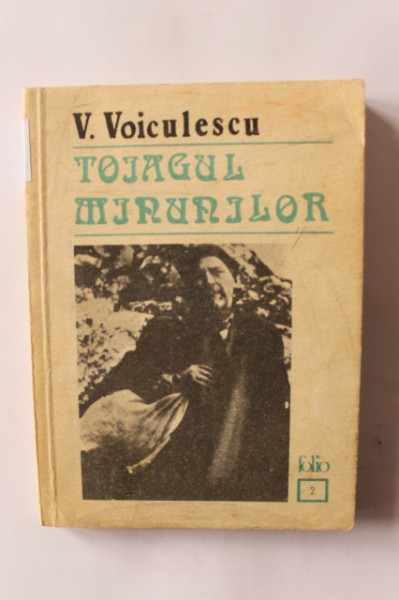 V. Voiculescu
TOIAGUL
MINUNILOR
folio
2